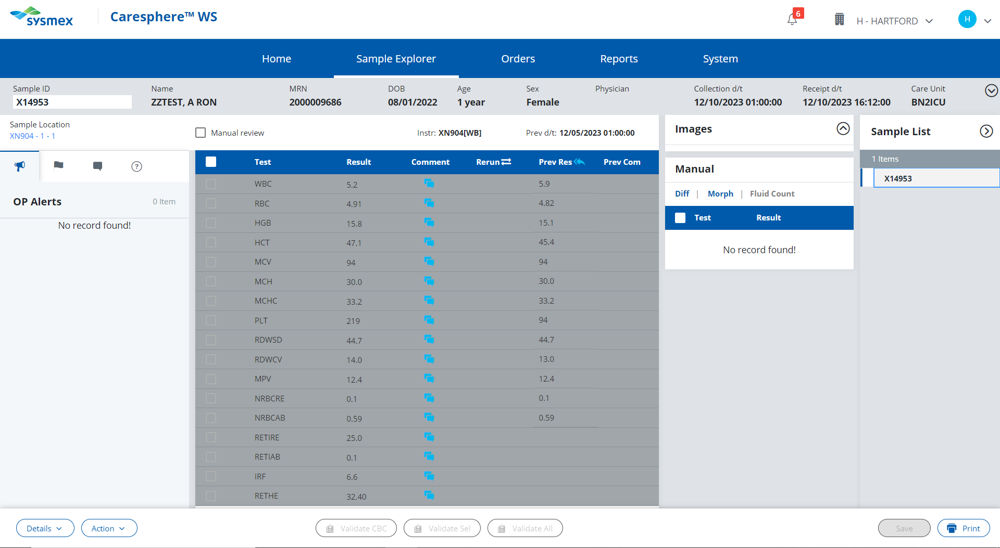 sysmex Caresphere™ WS 6 H - HARTFORD H
Home Sample Explorer Orders Reports System
Sample ID Name MRN DOB Age Sex Physician Collection d/t Receipt d/t Care Unit
X14953 ZZTEST, A RON 2000009686 08/01/2022 1 year Female 12/10/2023 01:00:00 12/10/2023 16:12:00 BN2ICU
Sample Location
XN904 - 1 - 1
Manual review Instr: XN904[WB] Prev d/t: 12/05/2023 01:00:00
?
OP Alerts 0 Item
No record found!
Test Result Comment Rerun Prev Res Prev Com
WBC 5.2 5.9
RBC 4.91 4.82
HGB 15.8 15.1
HCT 47.1 45.4
MCV 94 94
MCH 30.0 30.0
MCHC 33.2 33.2
PLT 219 94
RDWSD 44.7 44.7
RDWCV 14.0 13.0
MPV 12.4 12.4
NRBCRE 0.1 0.1
NRBCAB 0.59 0.59
RETIRE 25.0
RETIAB 0.1
IRF 6.6
RETHE 32.40
Images
Manual
Diff | Morph | Fluid Count
Test Result
No record found!
Sample List
1 Items
X14953
Details Action Validate CBC Validate Sel Validate All Save Print